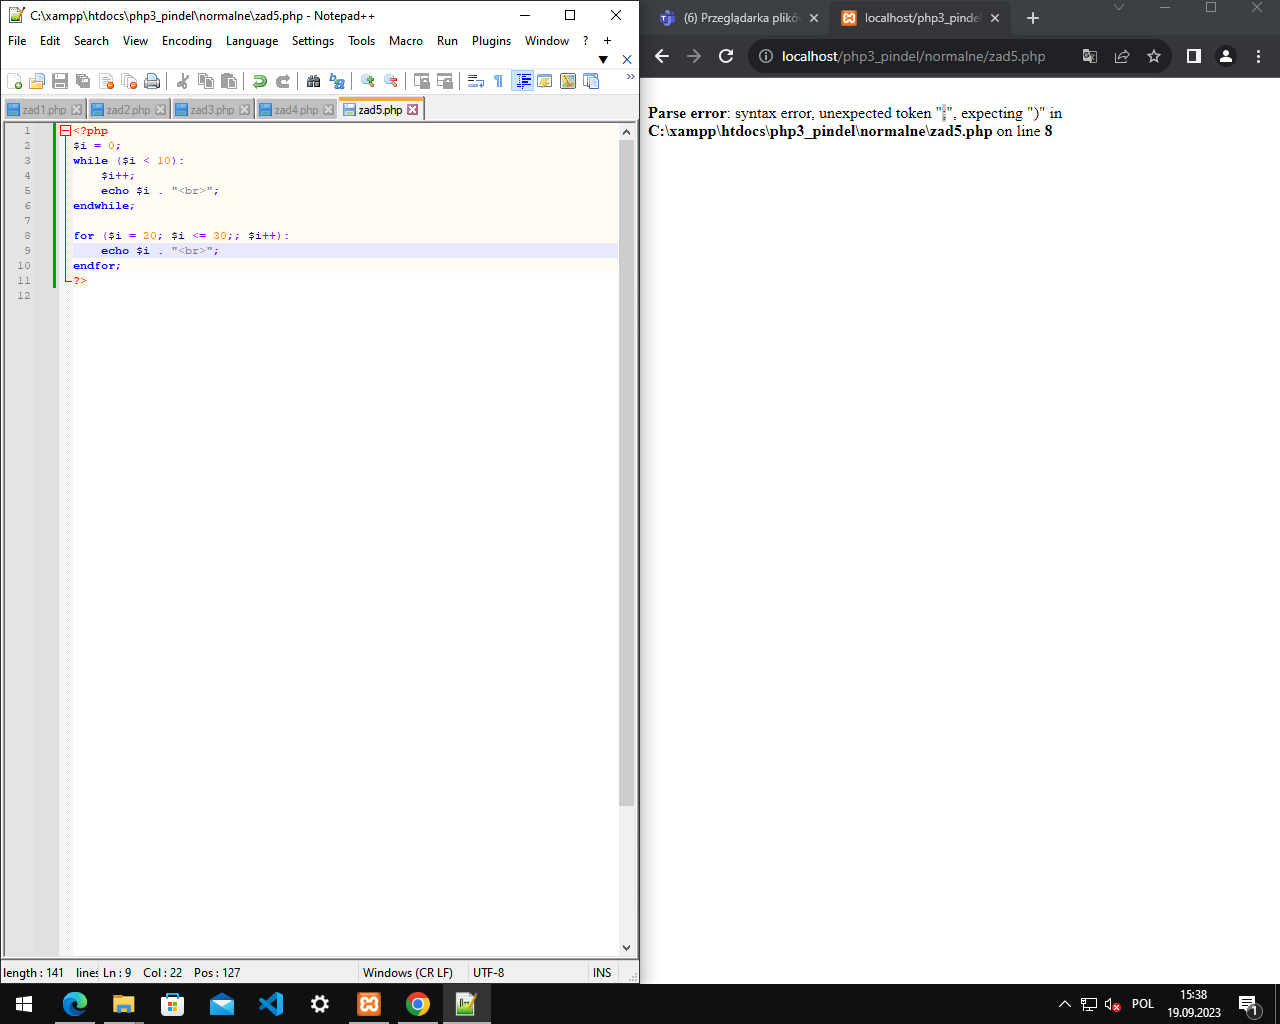 C:\xampp\htdocs\php3_pindel\normalne\zad5.php - Notepad++
File Edit Search View Encoding Language Settings Tools Macro Run Plugins Window ? +
zad1.php zad2.php zad3.php zad4.php zad5.php
1 <?php
2 $i = 0;
3 while ($i < 10):
4 $i++;
5 echo $i . "<br>";
6 endwhile;
7
8 for ($i = 20; $i <= 30;; $i++):
9 echo $i . "<br>";
10 endfor;
11 ?>
12
length : 141 lines Ln : 9 Col : 22 Pos : 127 Windows (CR LF) UTF-8 INS
(6) Przeglądarka plików localhost/php3_pindel
localhost/php3_pindel/normalne/zad5.php
Parse error: syntax error, unexpected token ";", expecting ")" in
C:\xampp\htdocs\php3_pindel\normalne\zad5.php on line 8
POL 15:38
19.09.2023
1